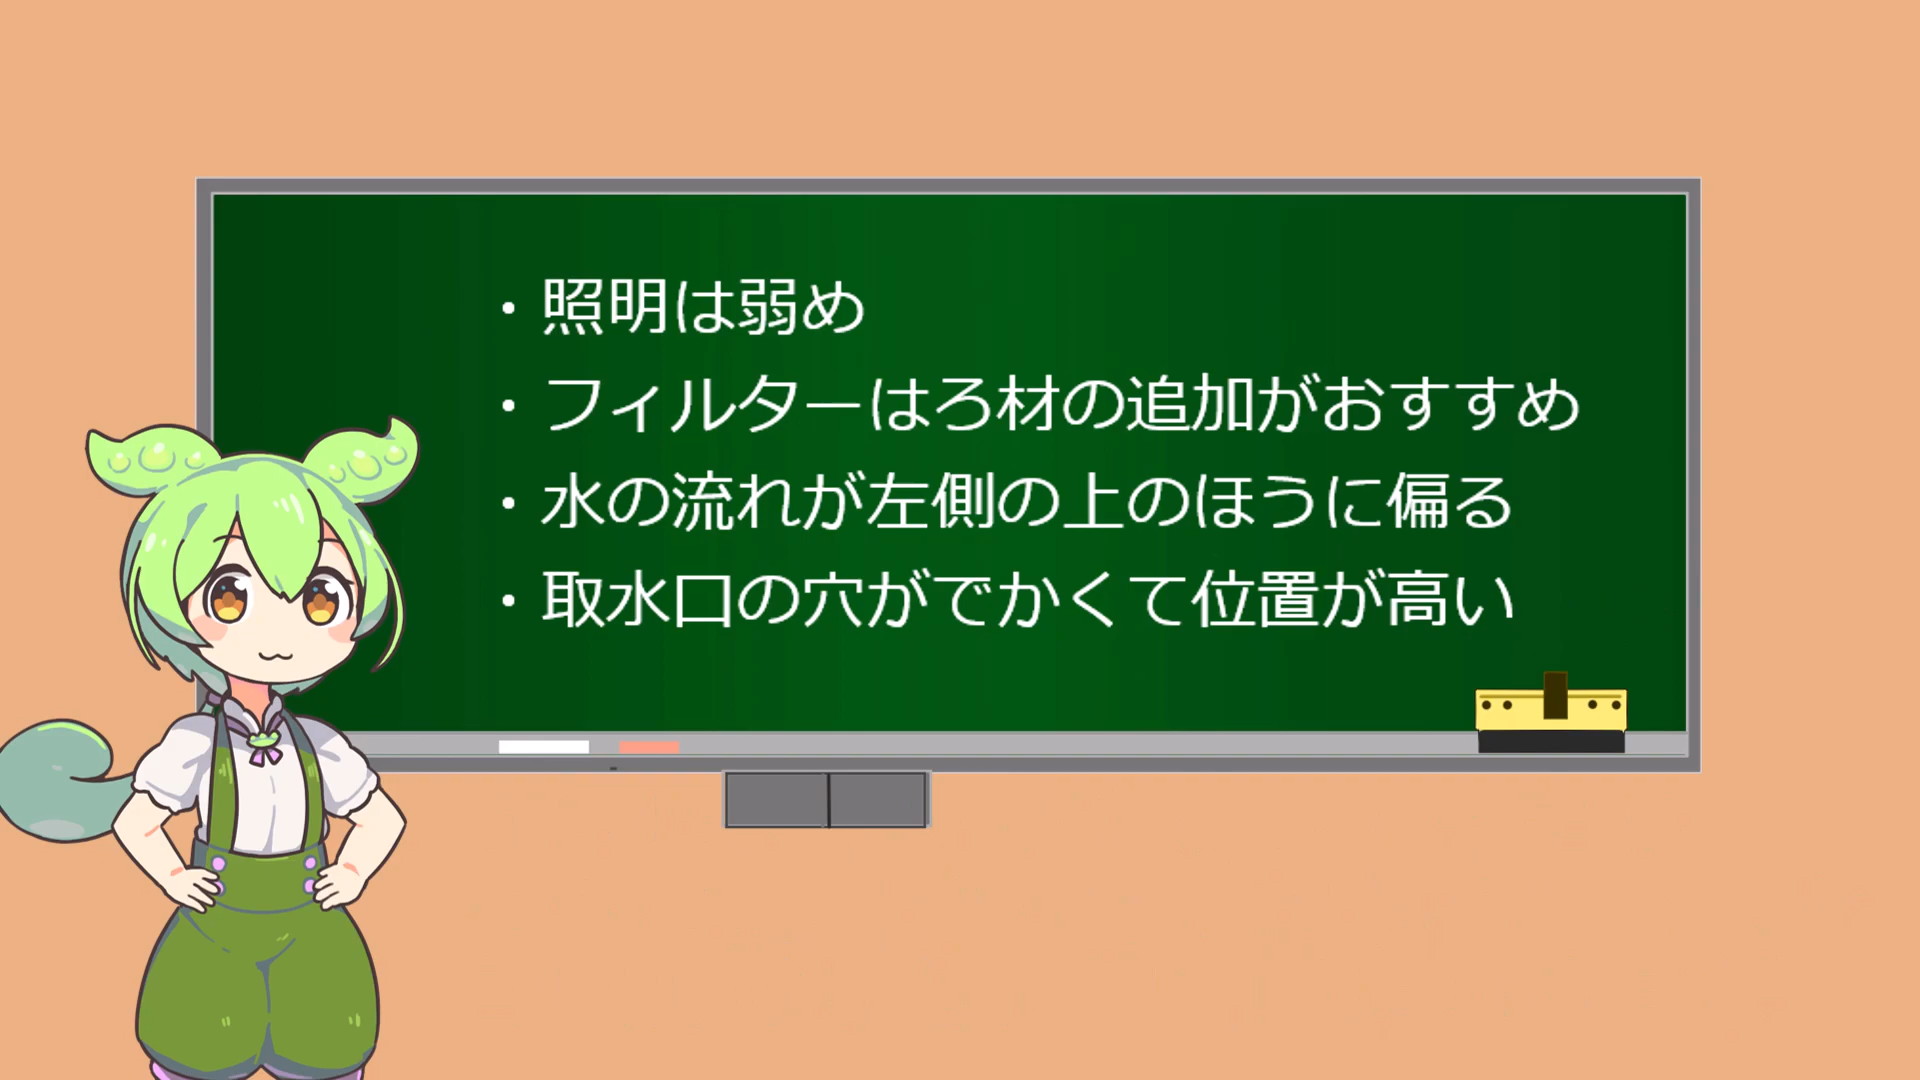 ・照明は弱め
・フィルターはろ材の追加がおすすめ
・水の流れが左側の上のほうに偏る
・取水口の穴がでかくて位置が高い